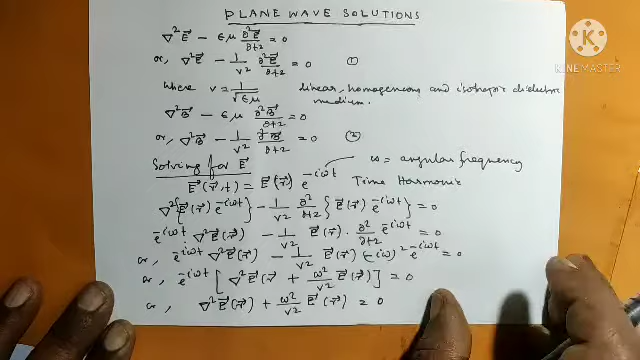 PLANE WAVE SOLUTIONS
∇²E⃗ − εμ ∂²E⃗/∂t² = 0
or, ∇²E⃗ − 1/v² ∂²E⃗/∂t² = 0 ①
where v = 1/√εμ linear, homogeneous and isotropic dielectric
medium.
∇²B⃗ − εμ ∂²B⃗/∂t² = 0
or, ∇²B⃗ − 1/v² ∂²B⃗/∂t² = 0 ②
Solving for E⃗ ω = angular frequency
E⃗(r⃗,t) = E⃗(r⃗) e^-iωt Time Harmonic
∇²{E⃗(r⃗) e^-iωt} − 1/v² ∂²/∂t² {E⃗(r⃗) e^-iωt} = 0
e^-iωt ∇²E⃗(r⃗) − 1/v² E⃗(r⃗) . ∂²/∂t² e^-iωt = 0
or, e^-iωt ∇²E⃗(r⃗) − 1/v² E⃗(r⃗) (-iω)² e^-iωt = 0
or, e^-iωt [∇²E⃗(r⃗) + ω²/v² E⃗(r⃗)] = 0
or, ∇²E⃗(r⃗) + ω²/v² E⃗(r⃗) = 0
KINEMASTER